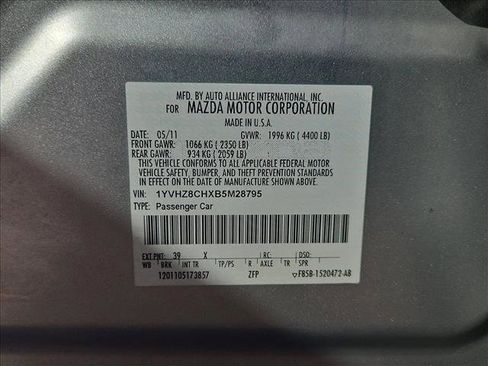 MFD. BY AUTO ALLIANCE INTERNATIONAL, INC.
FOR MAZDA MOTOR CORPORATION
MADE IN U.S.A.
DATE: 05/11 GVWR: 1996 KG ( 4400 LB)
FRONT GAWR: 1066 KG ( 2350 LB)
REAR GAWR: 934 KG ( 2059 LB)
THIS VEHICLE CONFORMS TO ALL APPLICABLE FEDERAL MOTOR
VEHICLE SAFETY, BUMPER, AND THEFT PREVENTION STANDARDS
IN EFFECT ON THE DATE OF MANUFACTURE SHOWN ABOVE.
VIN: 1YVHZ8CHXB5M28795
TYPE: Passenger Car
EXT PNT: 39 X RC: DSO:
WB BRK INT TR TP/PS R AXLE TR SPR
1201105173857 ZFP F85B-1520472-AB